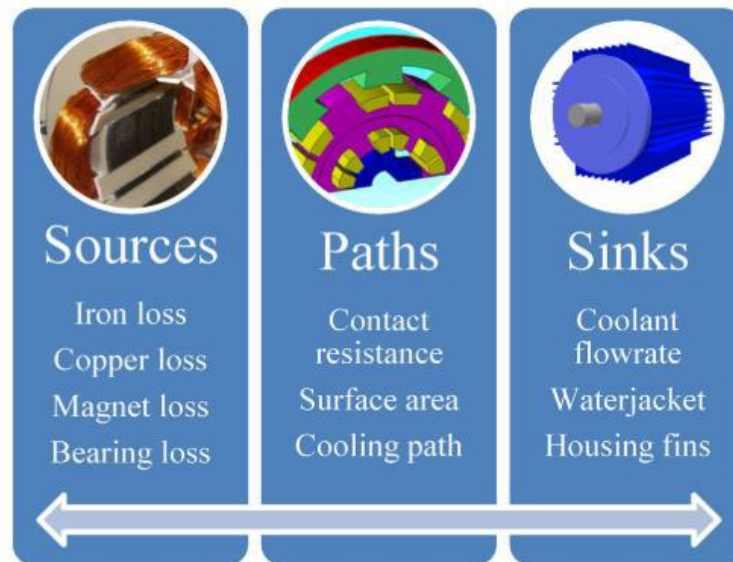 Sources
Iron loss
Copper loss
Magnet loss
Bearing loss
Paths
Contact
resistance
Surface area
Cooling path
Sinks
Coolant
flowrate
Waterjacket
Housing fins